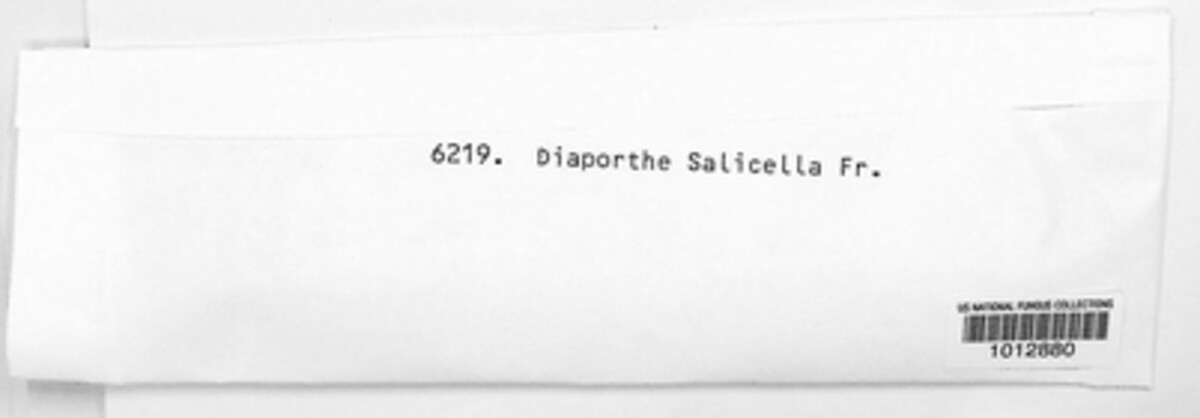 6219. Diaporthe Salicella Fr.
US NATIONAL FUNGUS COLLECTIONS
1012880